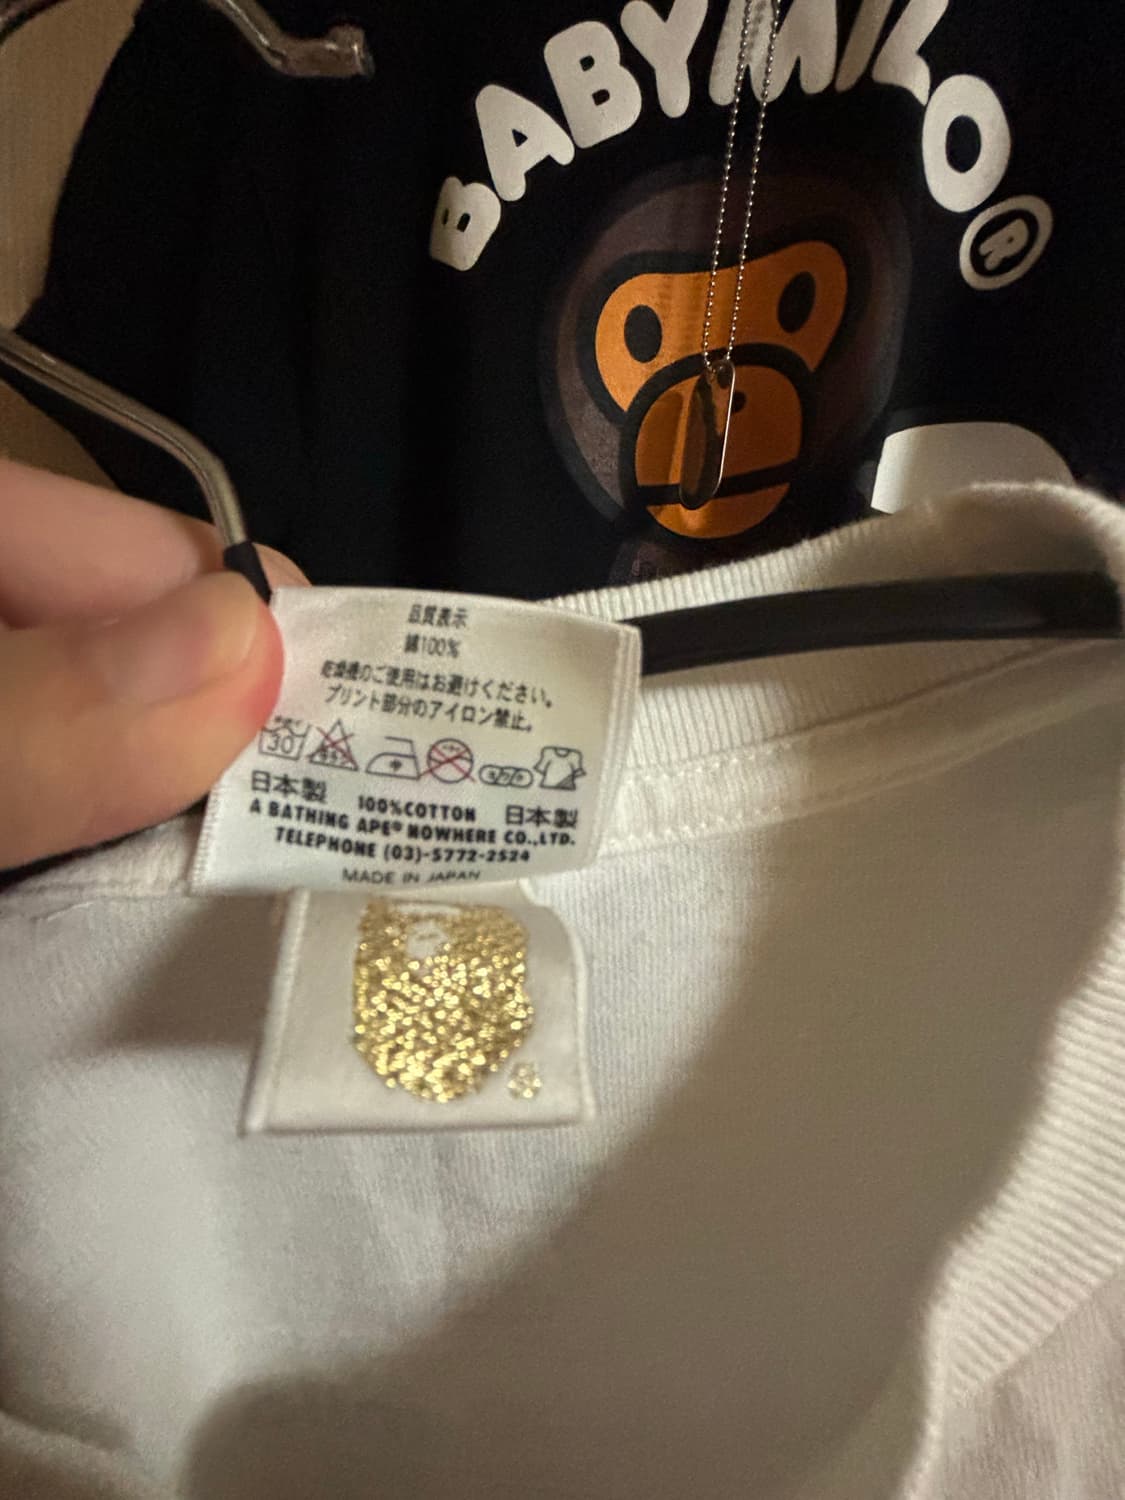 BABYMILO®
品質表示
綿100%
乾燥機のご使用はお避けください。
プリント部分のアイロン禁止。
30
日本製 100%COTTON 日本製
A BATHING APE® NOWHERE CO.,LTD.
TELEPHONE (03)-5772-2524
MADE IN JAPAN